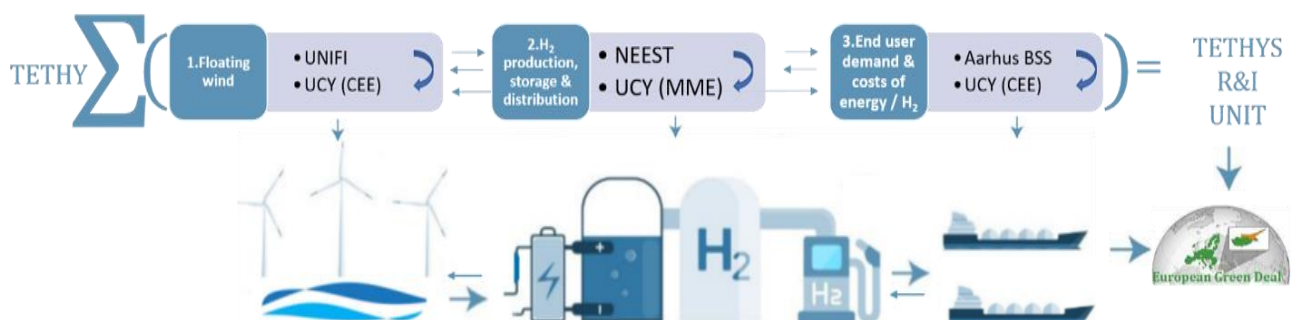 TETHY
∑
(
1.Floating
wind
• UNIFI
• UCY (CEE)
2.H₂
production,
storage &
distribution
• NEEST
• UCY (MME)
3.End user
demand &
costs of
energy / H₂
• Aarhus BSS
• UCY (CEE)
)
=
TETHYS
R&I
UNIT
+
-
H₂
H₂
European Green Deal